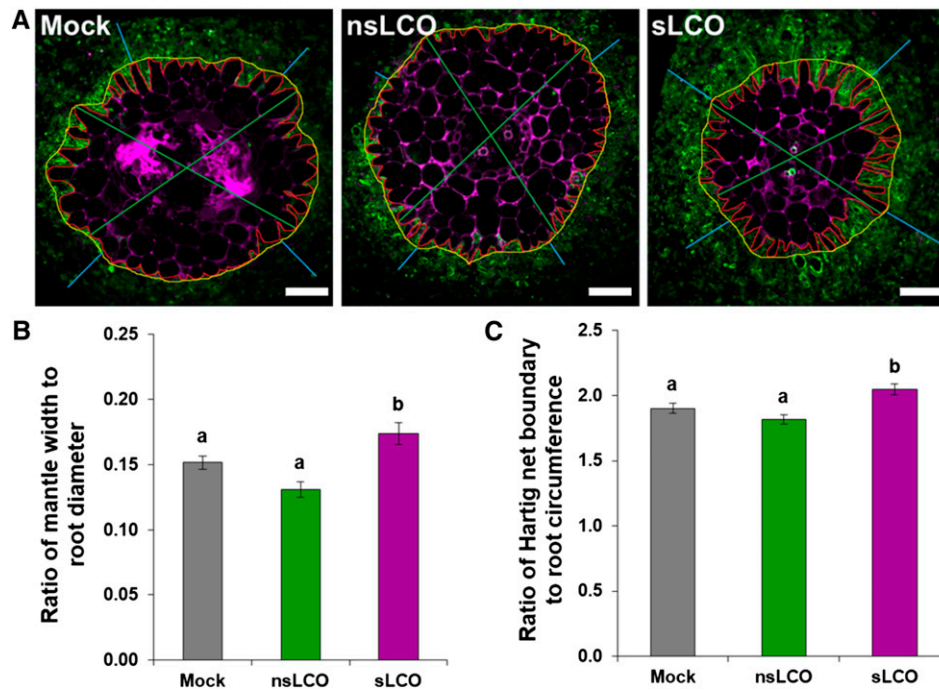 A
Mock
nsLCO
sLCO
B
Ratio of mantle width to
root diameter
0.25
0.20
0.15
0.10
0.05
0.00
a
a
b
Mock
nsLCO
sLCO
C
Ratio of Hartig net boundary
to root circumference
2.5
2.0
1.5
1.0
0.5
0.0
a
a
b
Mock
nsLCO
sLCO